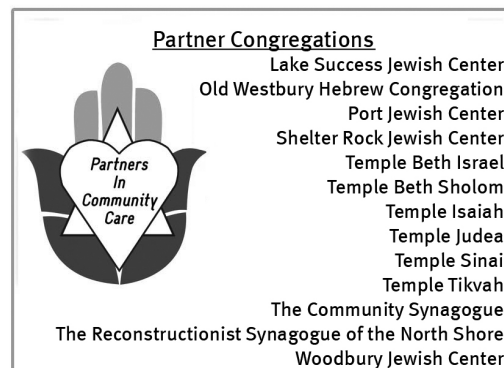 Partner Congregations
Lake Success Jewish Center
Old Westbury Hebrew Congregation
Port Jewish Center
Shelter Rock Jewish Center
Temple Beth Israel
Temple Beth Sholom
Temple Isaiah
Temple Judea
Temple Sinai
Temple Tikvah
The Community Synagogue
The Reconstructionist Synagogue of the North Shore
Woodbury Jewish Center
Partners
In
Community
Care